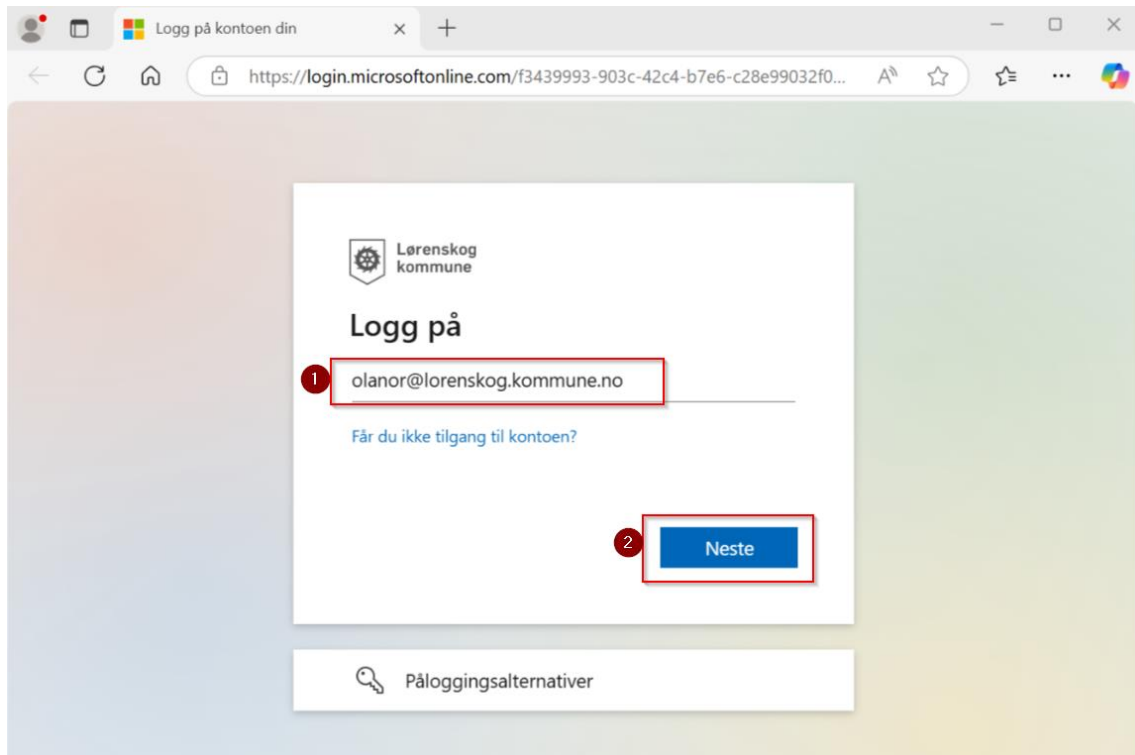 Logg på kontoen din
https://login.microsoftonline.com/f3439993-903c-42c4-b7e6-c28e99032f0...
Lørenskog
kommune
Logg på
1 olanor@lorenskog.kommune.no
Får du ikke tilgang til kontoen?
2 Neste
Påloggingsalternativer